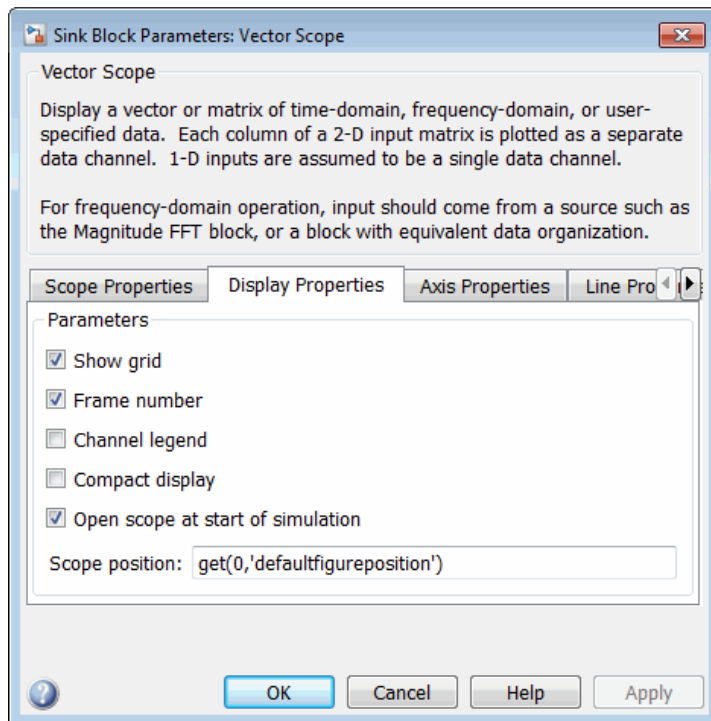 Sink Block Parameters: Vector Scope
Vector Scope
Display a vector or matrix of time-domain, frequency-domain, or user-
specified data.  Each column of a 2-D input matrix is plotted as a separate
data channel.  1-D inputs are assumed to be a single data channel.
For frequency-domain operation, input should come from a source such as
the Magnitude FFT block, or a block with equivalent data organization.
Scope Properties Display Properties Axis Properties Line
Parameters
Show grid
Frame number
Channel legend
Compact display
Open scope at start of simulation
Scope position: get(0,'defaultfigureposition')
OK Cancel Help Apply